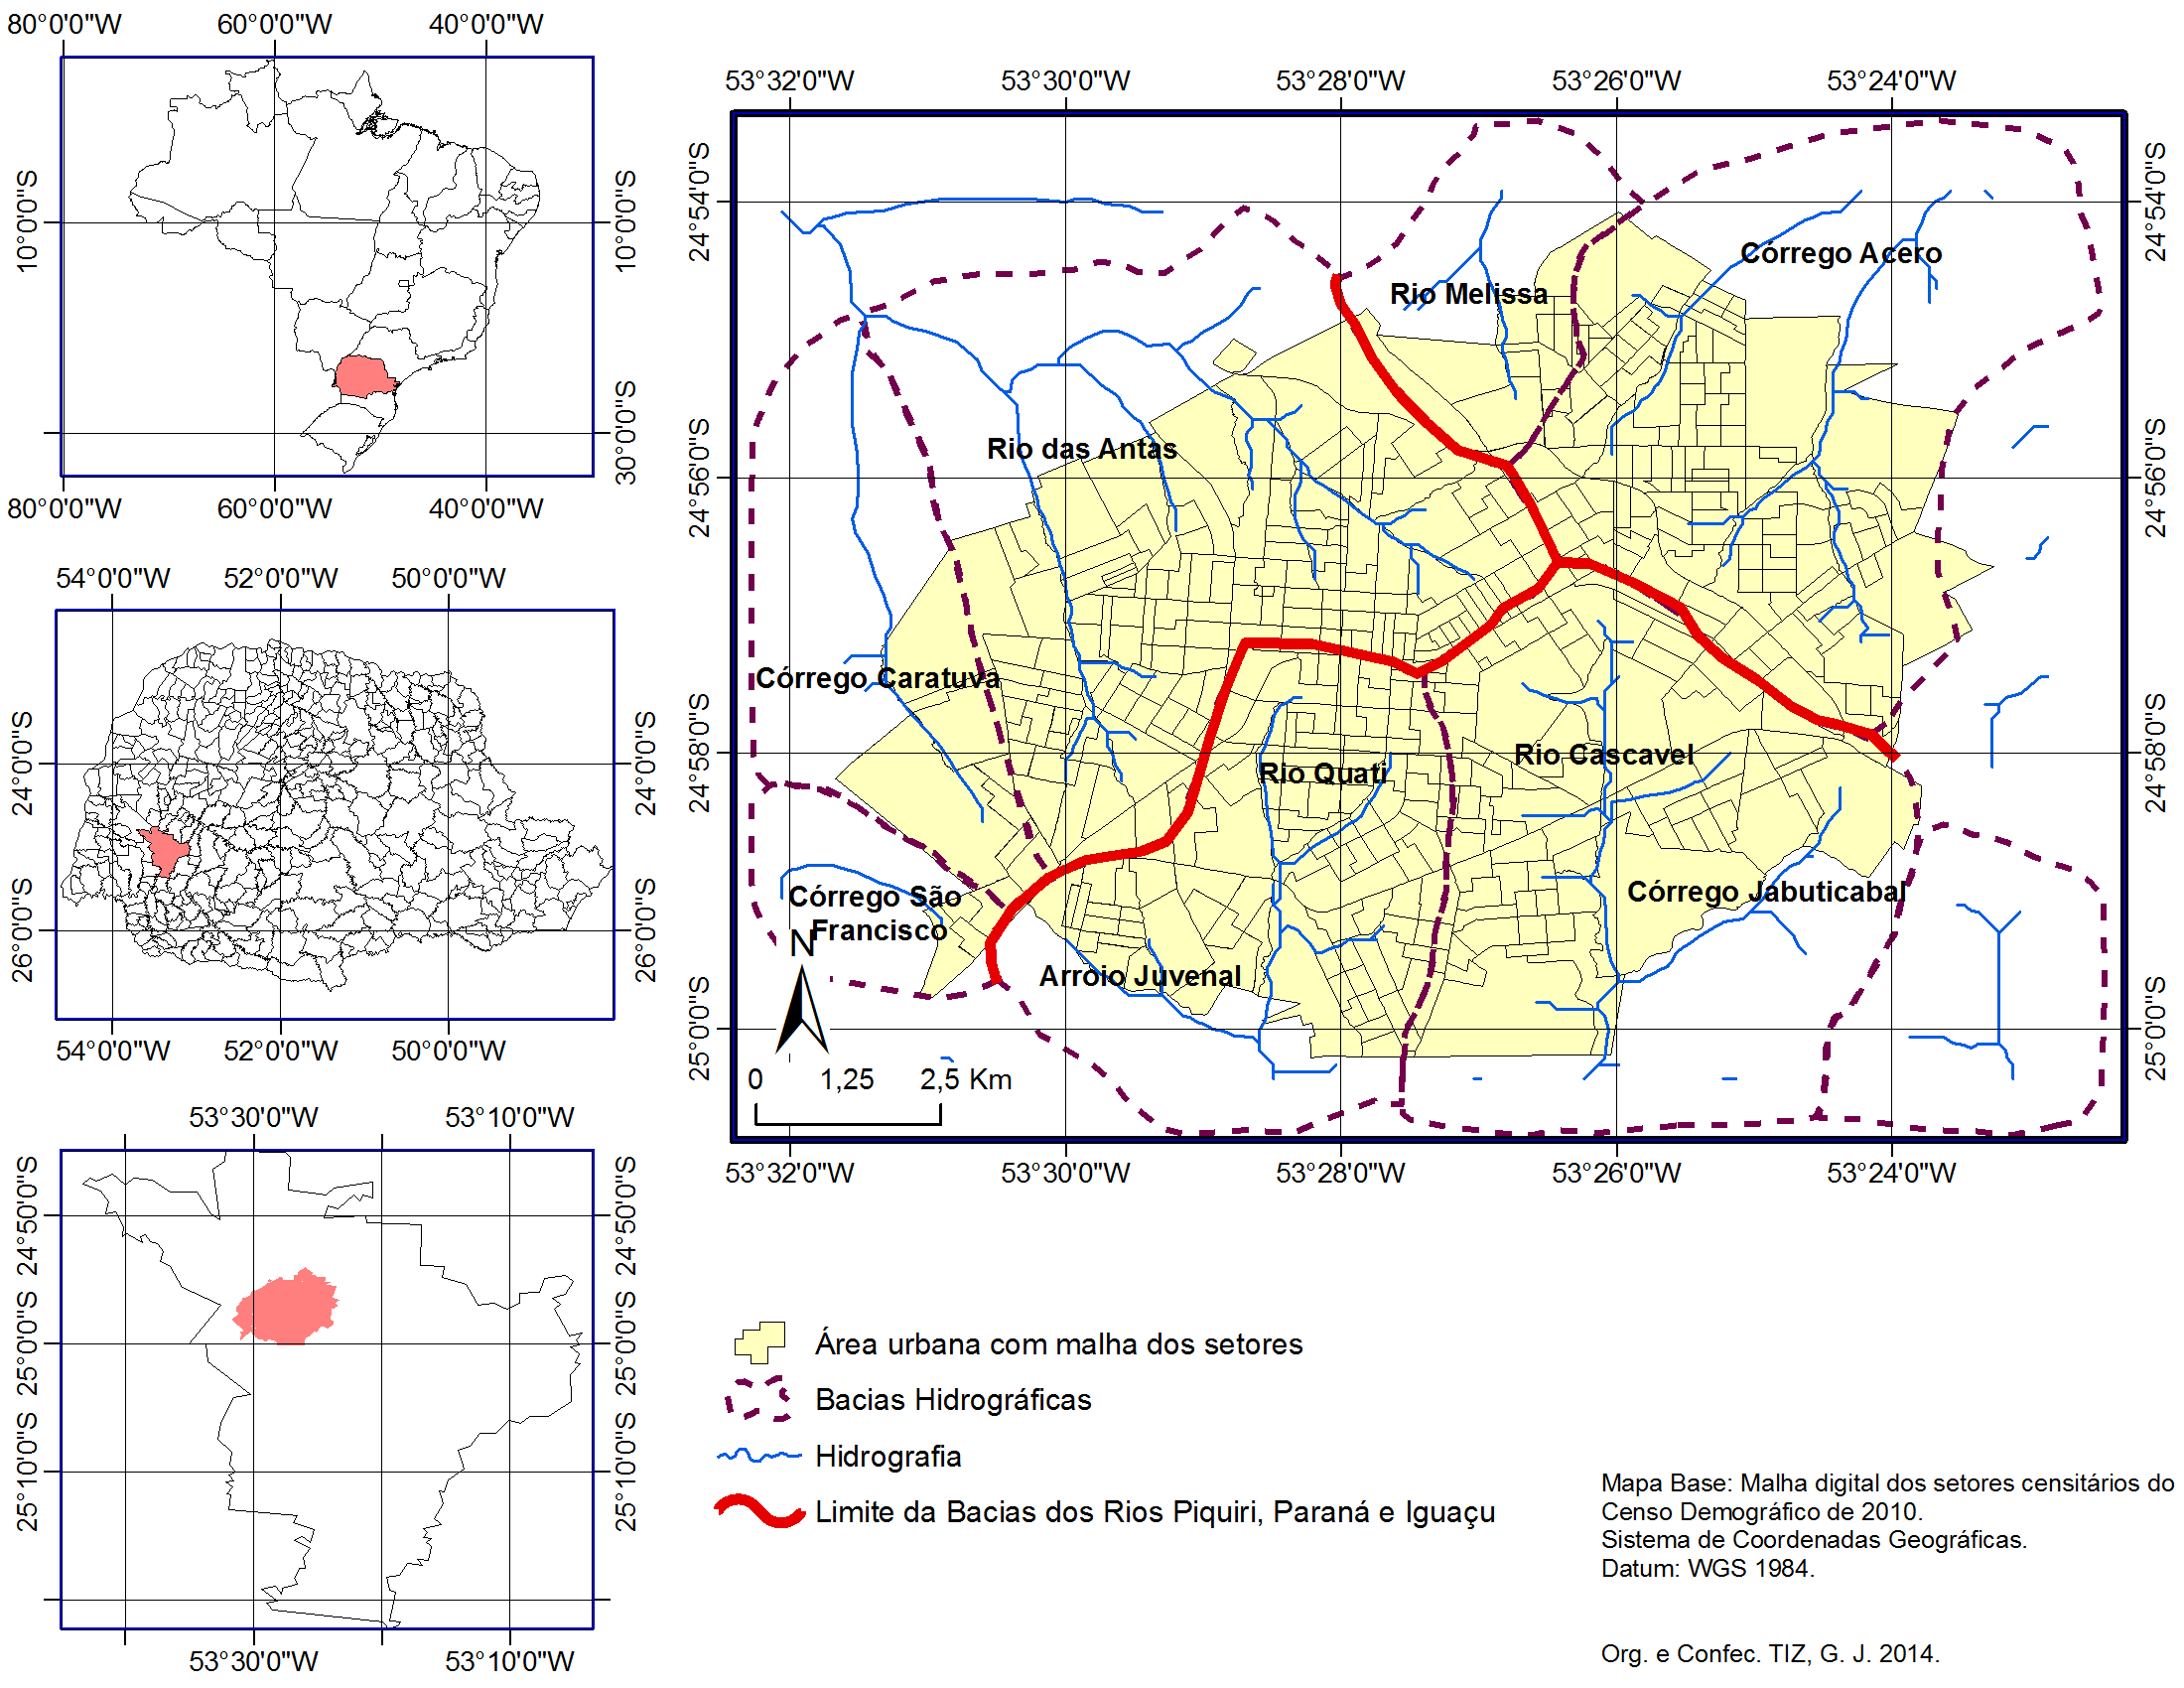 80°0'0"W 60°0'0"W 40°0'0"W
10°0'0"S 10°0'0"S
30°0'0"S
80°0'0"W 60°0'0"W 40°0'0"W
54°0'0"W 52°0'0"W 50°0'0"W
24°0'0"S 24°0'0"S
26°0'0"S 26°0'0"S
54°0'0"W 52°0'0"W 50°0'0"W
53°30'0"W 53°10'0"W
24°50'0"S 24°50'0"S
25°0'0"S 25°0'0"S
25°10'0"S 25°10'0"S
53°30'0"W 53°10'0"W
53°32'0"W 53°30'0"W 53°28'0"W 53°26'0"W 53°24'0"W
24°54'0"S 24°54'0"S
Córrego Acero
Rio Melissa
Rio das Antas
24°56'0"S 24°56'0"S
Córrego Caratuva
24°58'0"S 24°58'0"S
Rio Cascavel
Rio Quati
Córrego São
Francisco
Córrego Jabuticabal
N
Arroio Juvenal
25°0'0"S 25°0'0"S
0 1,25 2,5 Km
53°32'0"W 53°30'0"W 53°28'0"W 53°26'0"W 53°24'0"W
Área urbana com malha dos setores
Bacias Hidrográficas
Hidrografia
Limite da Bacias dos Rios Piquiri, Paraná e Iguaçu
Mapa Base: Malha digital dos setores censitários do
Censo Demográfico de 2010.
Sistema de Coordenadas Geográficas.
Datum: WGS 1984.
Org. e Confec. TIZ, G. J. 2014.